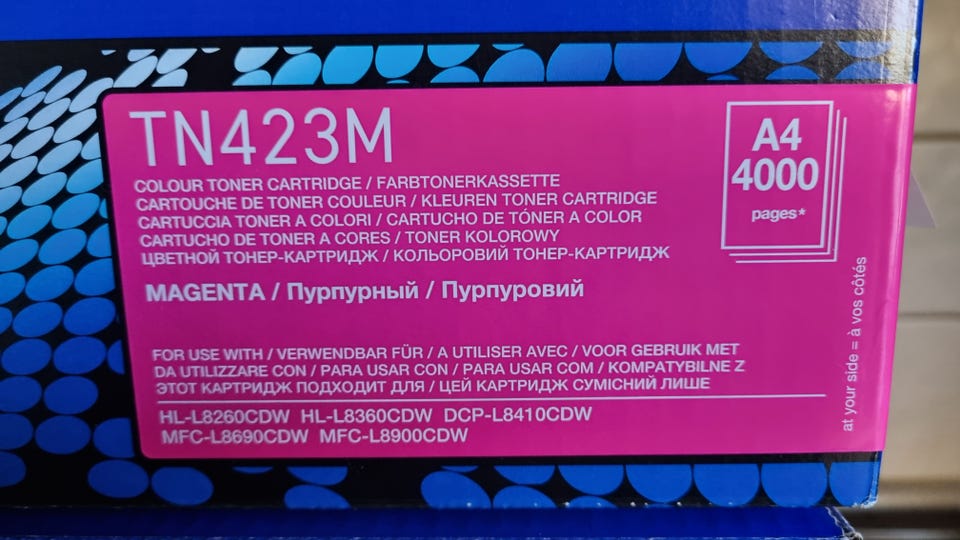 TN423M
COLOUR TONER CARTRIDGE / FARBTONERKASSETTE
CARTOUCHE DE TONER COULEUR / KLEUREN TONER CARTRIDGE
CARTUCCIA TONER A COLORI / CARTUCHO DE TÓNER A COLOR
CARTUCHO DE TONER A CORES / TONER KOLOROWY
ЦВЕТНОЙ ТОНЕР-КАРТРИДЖ / КОЛЬОРОВИЙ ТОНЕР-КАРТРИДЖ
MAGENTA / Пурпурный / Пурпуровий
A4
4000
pages*
FOR USE WITH / VERWENDBAR FÜR / A UTILISER AVEC / VOOR GEBRUIK MET
DA UTILIZZARE CON / PARA USAR CON / PARA USAR COM / KOMPATYBILNE Z
ЭТОТ КАРТРИДЖ ПОДХОДИТ ДЛЯ / ЦЕЙ КАРТРИДЖ СУМІСНИЙ ЛИШЕ
HL-L8260CDW HL-L8360CDW DCP-L8410CDW
MFC-L8690CDW MFC-L8900CDW
at your side = à vos côtés